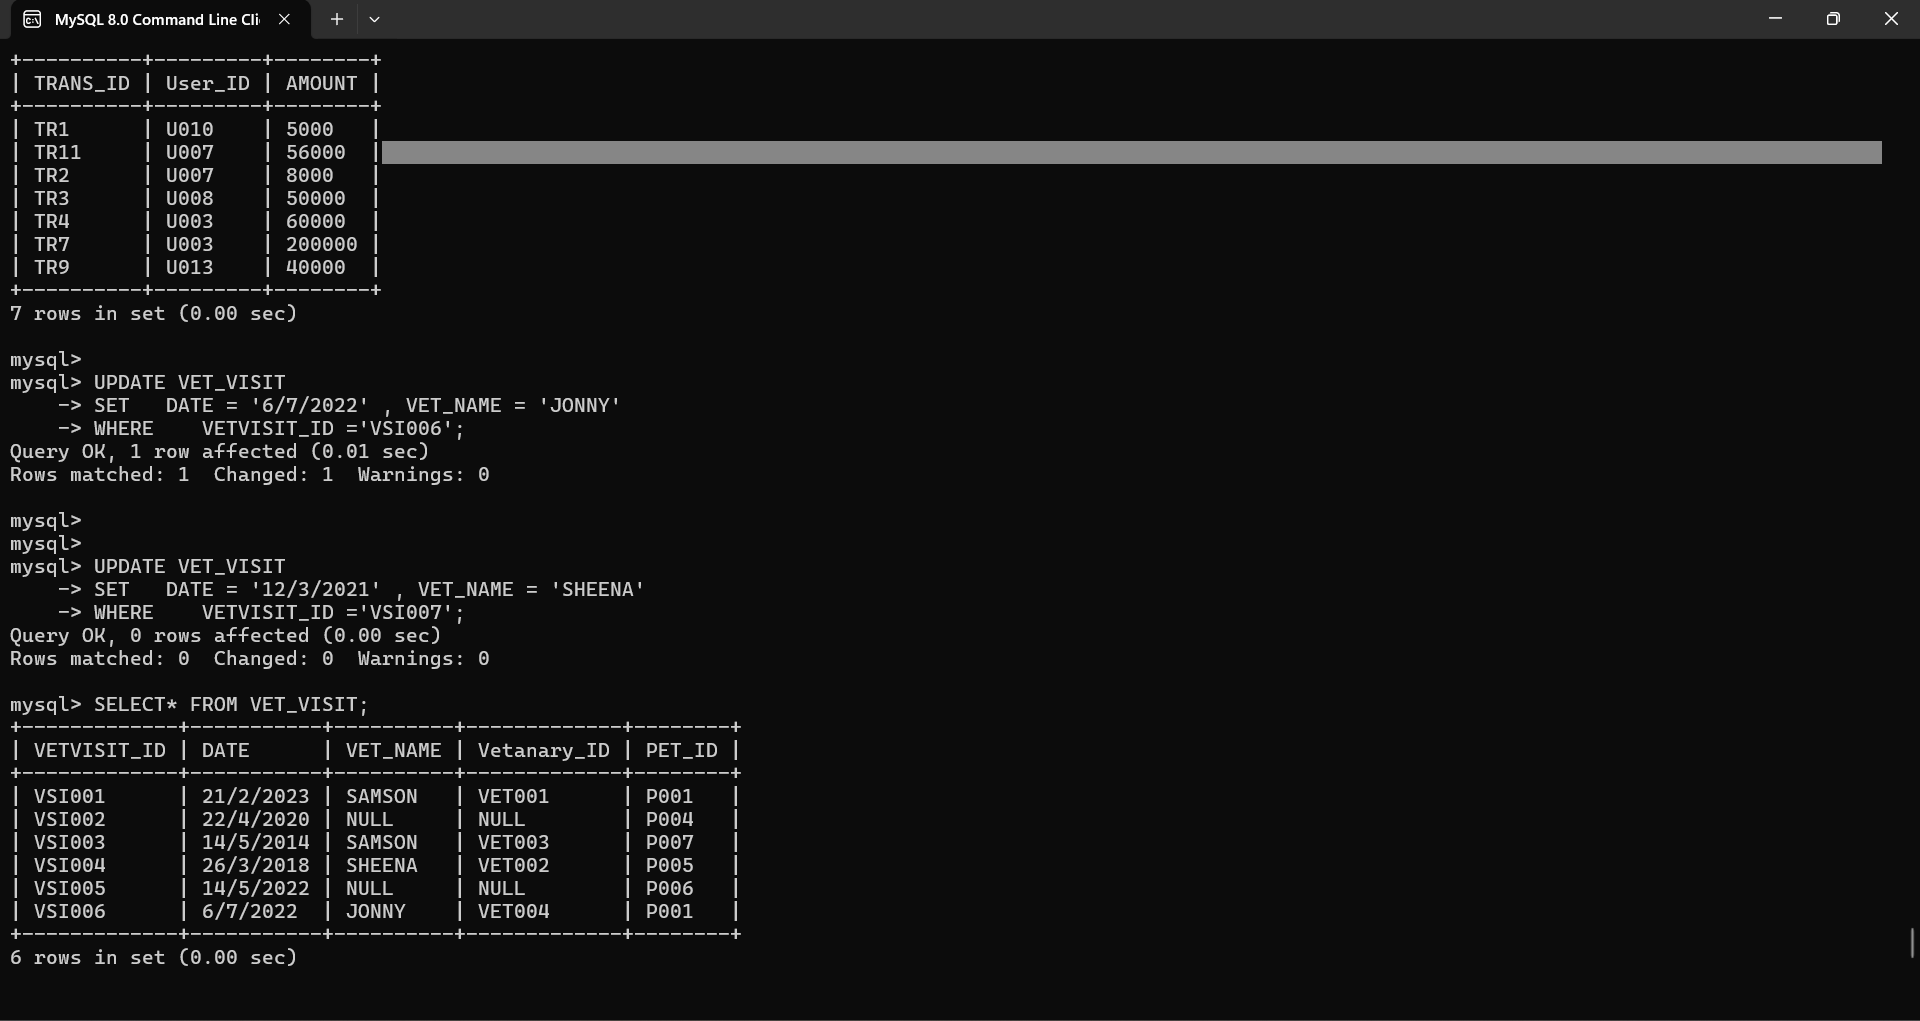 MySQL 8.0 Command Line Cli
+----------+---------+--------+
| TRANS_ID | User_ID | AMOUNT |
+----------+---------+--------+
| TR1      | U010    | 5000   |
| TR11     | U007    | 56000  |
| TR2      | U007    | 8000   |
| TR3      | U008    | 50000  |
| TR4      | U003    | 60000  |
| TR7      | U003    | 200000 |
| TR9      | U013    | 40000  |
+----------+---------+--------+
7 rows in set (0.00 sec)
mysql>
mysql> UPDATE VET_VISIT
    -> SET   DATE = '6/7/2022' , VET_NAME = 'JONNY'
    -> WHERE    VETVISIT_ID ='VSI006';
Query OK, 1 row affected (0.01 sec)
Rows matched: 1  Changed: 1  Warnings: 0
mysql>
mysql>
mysql> UPDATE VET_VISIT
    -> SET   DATE = '12/3/2021' , VET_NAME = 'SHEENA'
    -> WHERE    VETVISIT_ID ='VSI007';
Query OK, 0 rows affected (0.00 sec)
Rows matched: 0  Changed: 0  Warnings: 0
mysql> SELECT* FROM VET_VISIT;
+-------------+-----------+----------+-------------+--------+
| VETVISIT_ID | DATE      | VET_NAME | Vetanary_ID | PET_ID |
+-------------+-----------+----------+-------------+--------+
| VSI001      | 21/2/2023 | SAMSON   | VET001      | P001   |
| VSI002      | 22/4/2020 | NULL     | NULL        | P004   |
| VSI003      | 14/5/2014 | SAMSON   | VET003      | P007   |
| VSI004      | 26/3/2018 | SHEENA   | VET002      | P005   |
| VSI005      | 14/5/2022 | NULL     | NULL        | P006   |
| VSI006      | 6/7/2022  | JONNY    | VET004      | P001   |
+-------------+-----------+----------+-------------+--------+
6 rows in set (0.00 sec)